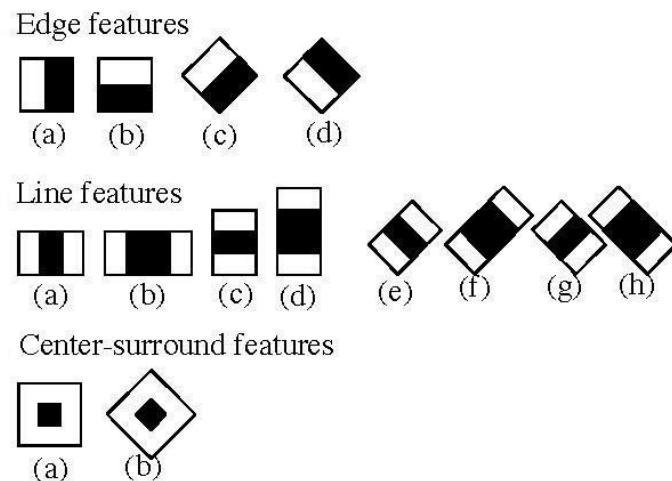 Edge features
(a) (b) (c) (d)
Line features
(a) (b) (c) (d) (e) (f) (g) (h)
Center-surround features
(a) (b)